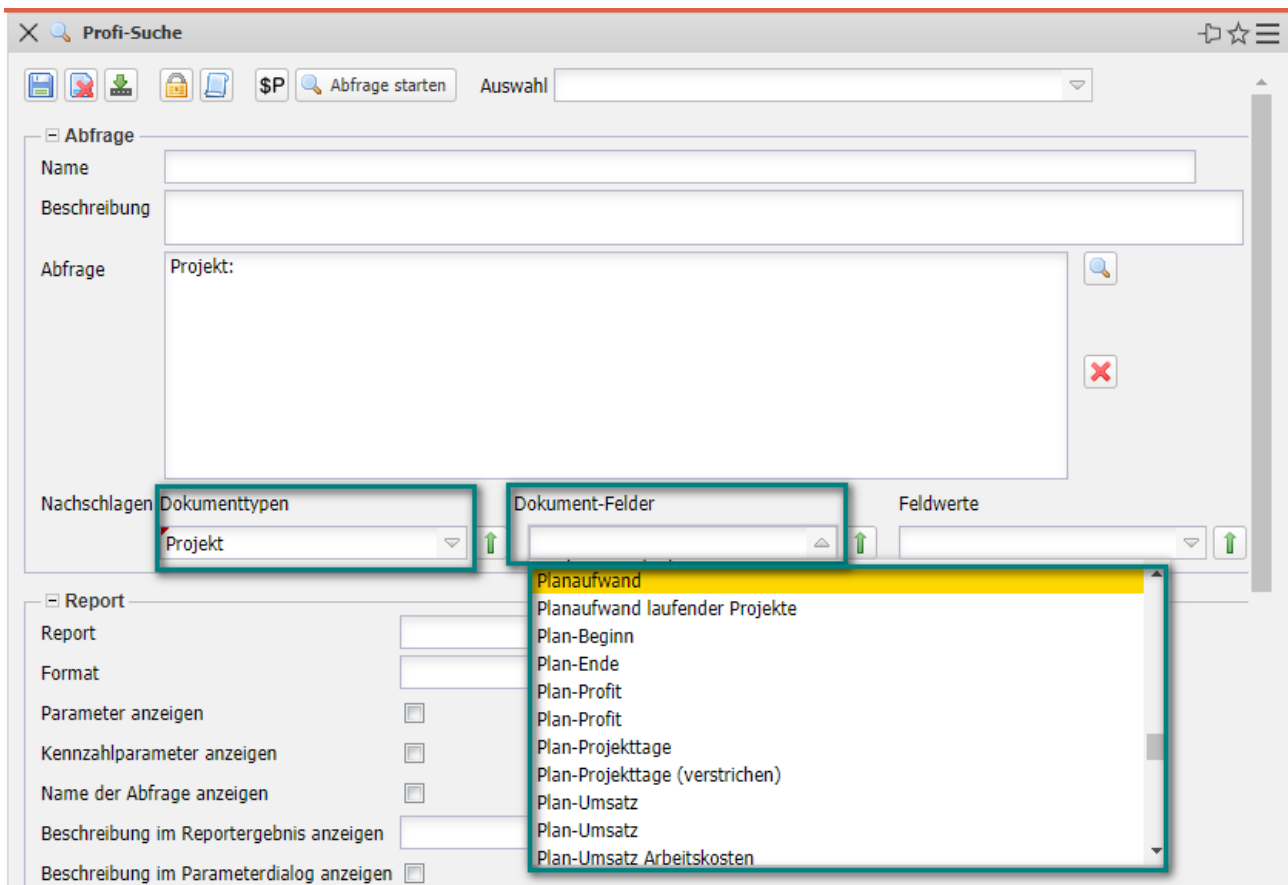 Profi-Suche
$P Abfrage starten Auswahl
Abfrage
Name
Beschreibung
Abfrage Projekt:
Nachschlagen Dokumenttypen Dokument-Felder Feldwerte
Projekt
Planaufwand
Report Planaufwand laufender Projekte
Report Plan-Beginn
Format Plan-Ende
Plan-Profit
Parameter anzeigen Plan-Profit
Kennzahlparameter anzeigen Plan-Projekttage
Plan-Projekttage (verstrichen)
Name der Abfrage anzeigen Plan-Umsatz
Beschreibung im Reportergebnis anzeigen Plan-Umsatz
Beschreibung im Parameterdialog anzeigen Plan-Umsatz Arbeitskosten